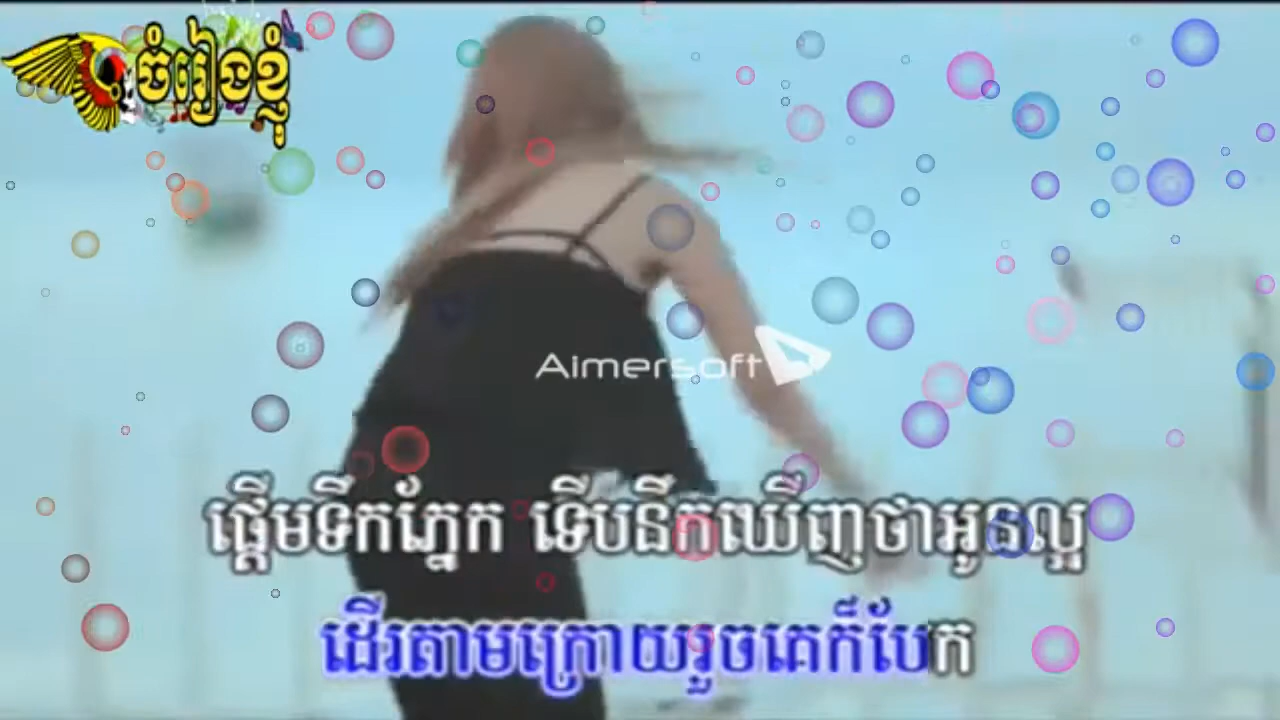 ចំរៀងខ្ញុំ
Aimersoft
ផ្ដើមទឹកភ្នែក ទើបនឹកឃើញថាអូនល្អ
ដើរតាមក្រោយរួចគេក៏បែក